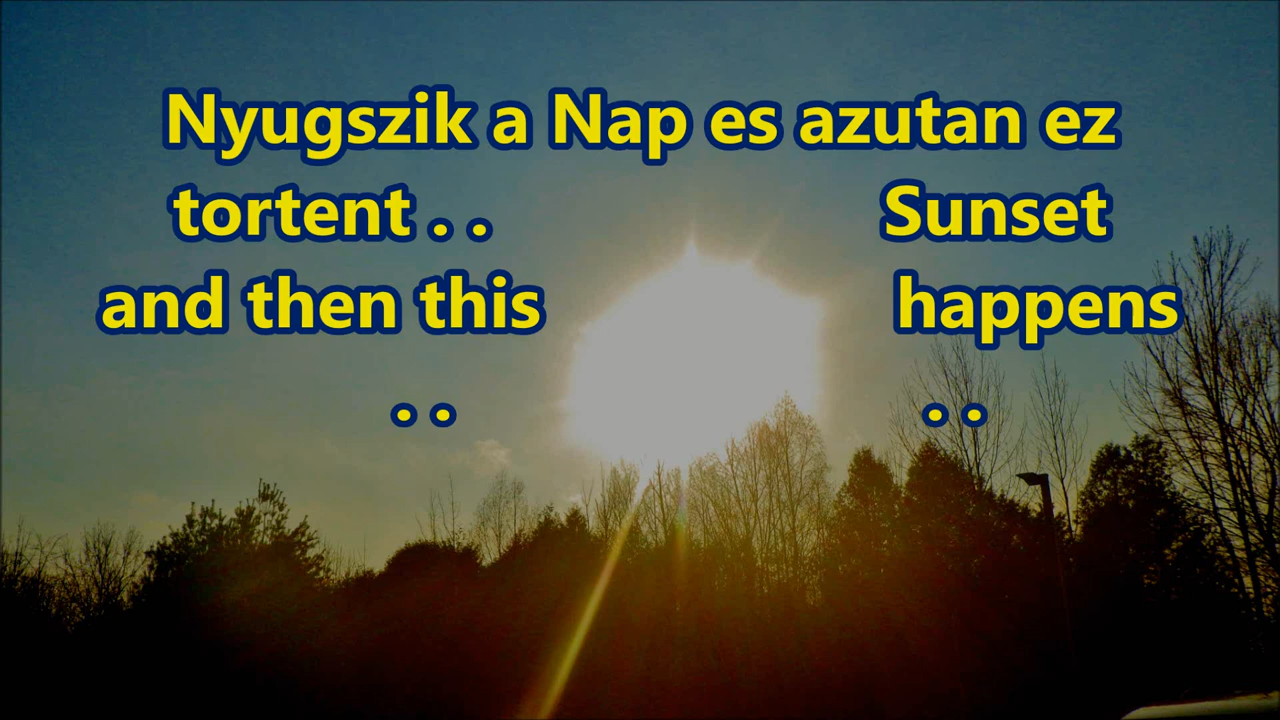 Nyugszik a Nap es azutan ez
tortent . . Sunset
and then this happens
. . . .